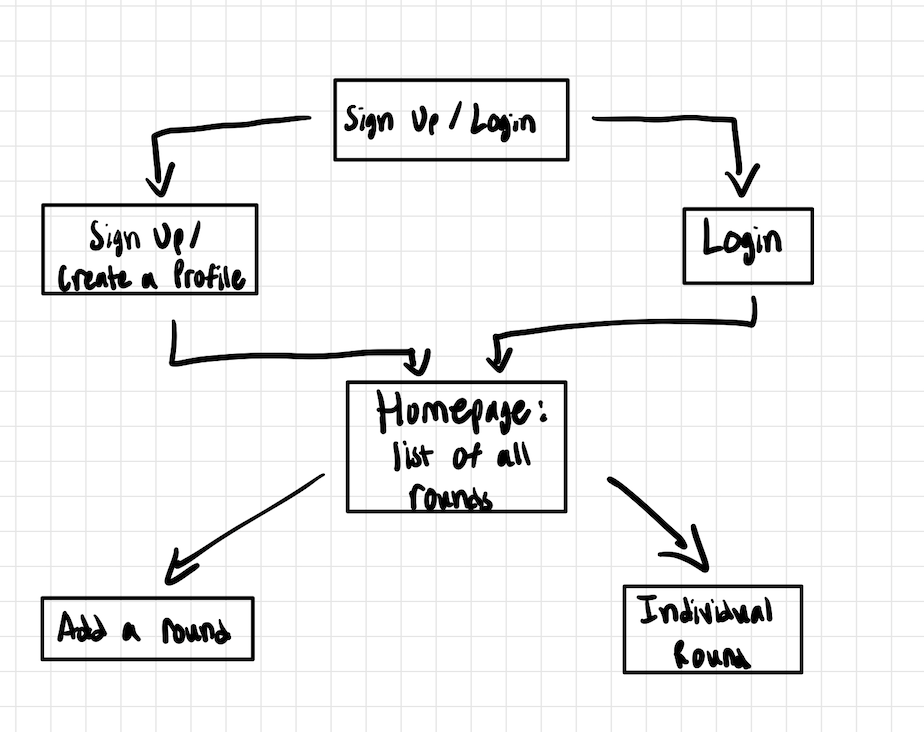 Sign Up / Login
Sign Up/
Create a Profile
Login
Homepage:
list of all
rounds
Add a round
Individual
Round